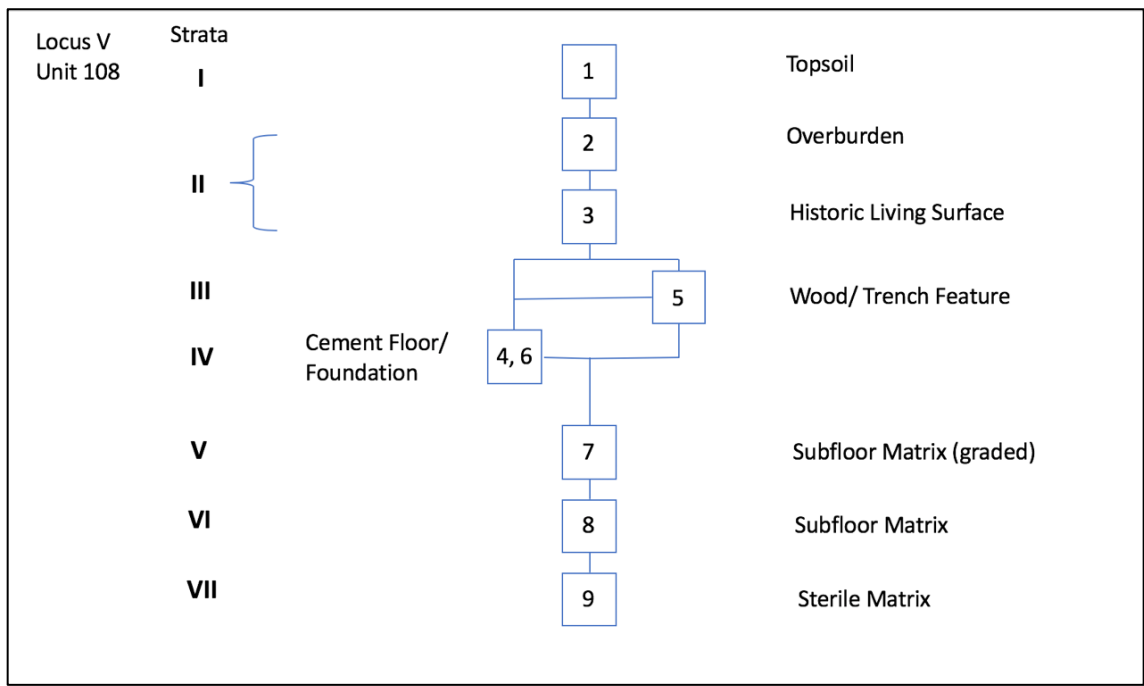 Locus V
Unit 108
Strata
I
1
Topsoil
2
Overburden
II
3
Historic Living Surface
III
5
Wood/ Trench Feature
Cement Floor/
Foundation
IV
4, 6
V
7
Subfloor Matrix (graded)
VI
8
Subfloor Matrix
VII
9
Sterile Matrix